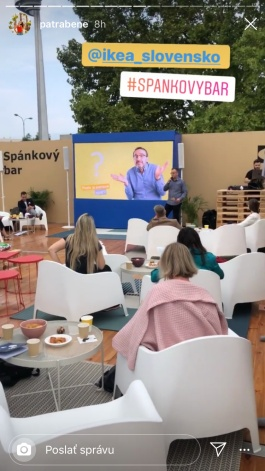 patrabene 8h
@ikea_slovensko
#SPANKOVYBAR
Spánkový
bar
?
Poslať správu